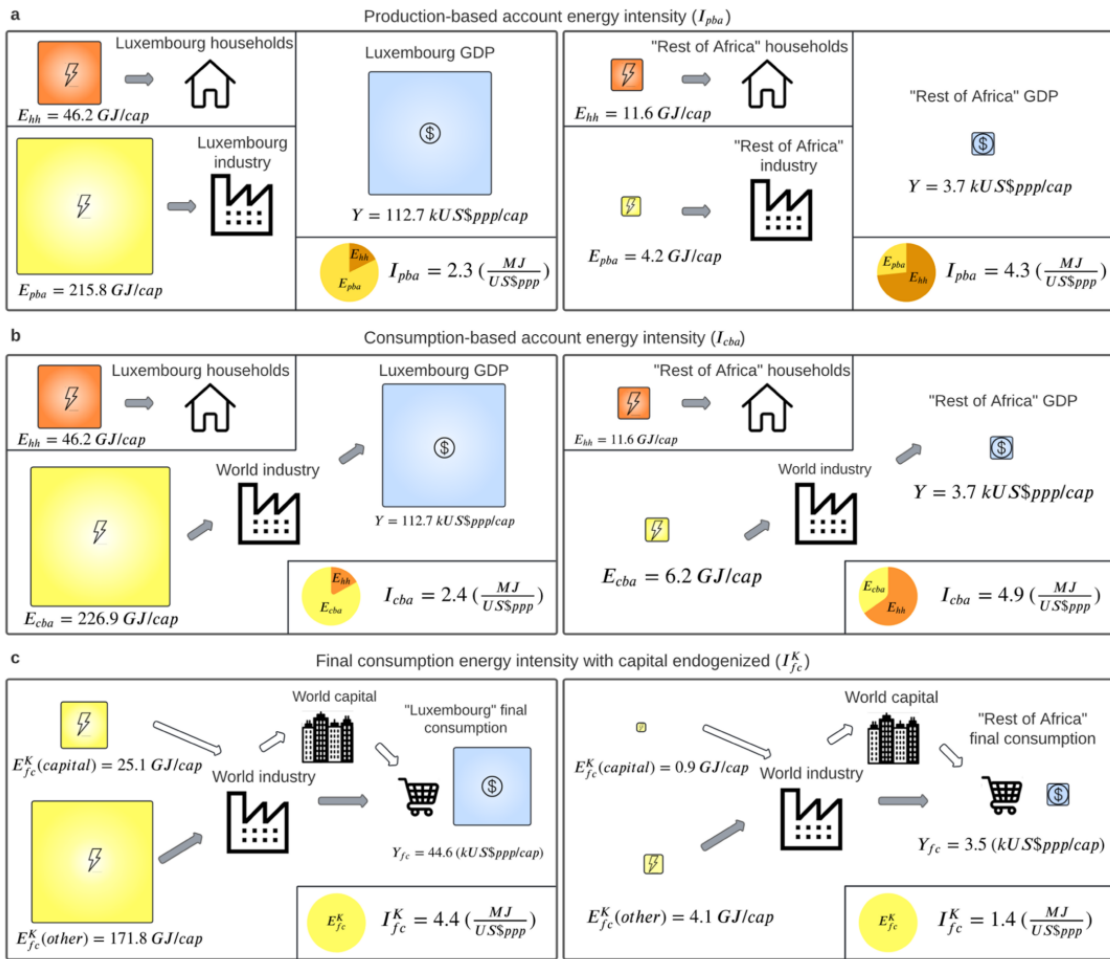 a
Production-based account energy intensity (I_pba)
Luxembourg households
E_hh = 46.2 GJ/cap
Luxembourg
industry
E_pba = 215.8 GJ/cap
Luxembourg GDP
$
Y = 112.7 kUS$ppp/cap
E_hh
E_pba
I_pba = 2.3 (MJ/US$ppp)
"Rest of Africa" households
E_hh = 11.6 GJ/cap
"Rest of Africa"
industry
E_pba = 4.2 GJ/cap
"Rest of Africa" GDP
$
Y = 3.7 kUS$ppp/cap
E_pba
E_hh
I_pba = 4.3 (MJ/US$ppp)
b
Consumption-based account energy intensity (I_cba)
Luxembourg households
E_hh = 46.2 GJ/cap
World industry
E_cba = 226.9 GJ/cap
Luxembourg GDP
$
Y = 112.7 kUS$ppp/cap
E_hh
E_cba
I_cba = 2.4 (MJ/US$ppp)
"Rest of Africa" households
E_hh = 11.6 GJ/cap
World industry
E_cba = 6.2 GJ/cap
"Rest of Africa" GDP
$
Y = 3.7 kUS$ppp/cap
E_cba
E_hh
I_cba = 4.9 (MJ/US$ppp)
c
Final consumption energy intensity with capital endogenized (I^K_fc)
World capital
"Luxembourg" final
consumption
E^K_fc(capital) = 25.1 GJ/cap
World industry
$
Y_fc = 44.6 (kUS$ppp/cap)
E^K_fc(other) = 171.8 GJ/cap
E^K_fc
I^K_fc = 4.4 (MJ/US$ppp)
World capital
"Rest of Africa"
final consumption
E^K_fc(capital) = 0.9 GJ/cap
World industry
$
Y_fc = 3.5 (kUS$ppp/cap)
E^K_fc(other) = 4.1 GJ/cap
E^K_fc
I^K_fc = 1.4 (MJ/US$ppp)